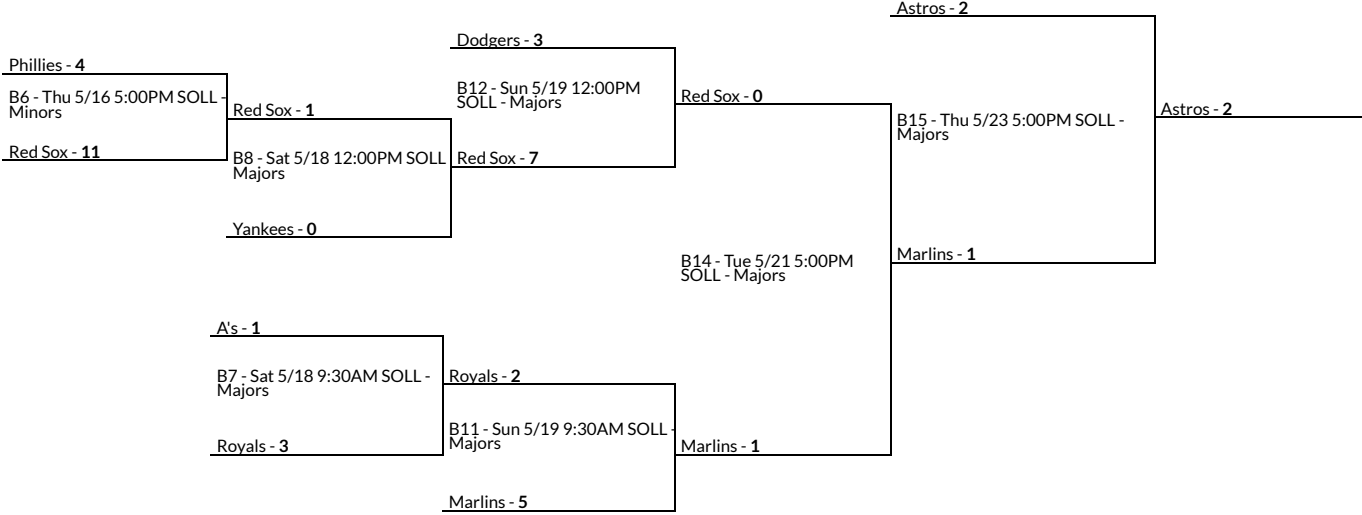 Astros - 2
Dodgers - 3
Phillies - 4
B12 - Sun 5/19 12:00PM
SOLL - Majors
B6 - Thu 5/16 5:00PM SOLL -
Minors
Red Sox - 0
Red Sox - 1
Astros - 2
B15 - Thu 5/23 5:00PM SOLL -
Majors
Red Sox - 11
B8 - Sat 5/18 12:00PM SOLL
Majors
Red Sox - 7
Yankees - 0
Marlins - 1
B14 - Tue 5/21 5:00PM
SOLL - Majors
A's - 1
B7 - Sat 5/18 9:30AM SOLL -
Majors
Royals - 2
B11 - Sun 5/19 9:30AM SOLL -
Majors
Royals - 3
Marlins - 1
Marlins - 5